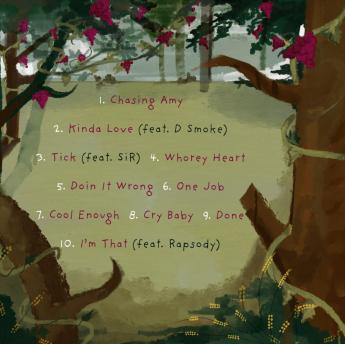 1. Chasing Amy
2. Kinda Love (feat. D Smoke)
3. Tick (feat. SiR) 4. Whorey Heart
5. Doin It Wrong 6. One Job
7. Cool Enough 8. Cry Baby 9. Done
10. I'm That (feat. Rapsody)